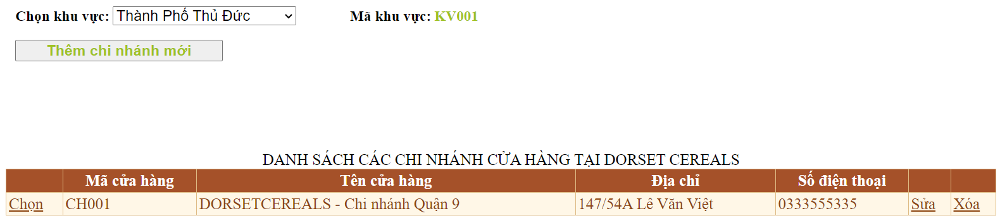 Chọn khu vực: Thành Phố Thủ Đức Mã khu vực: KV001
Thêm chi nhánh mới
DANH SÁCH CÁC CHI NHÁNH CỬA HÀNG TẠI DORSET CEREALS
Mã cửa hàng Tên cửa hàng Địa chỉ Số điện thoại
Chọn CH001 DORSETCEREALS - Chi nhánh Quận 9 147/54A Lê Văn Việt 0333555335 Sửa Xóa